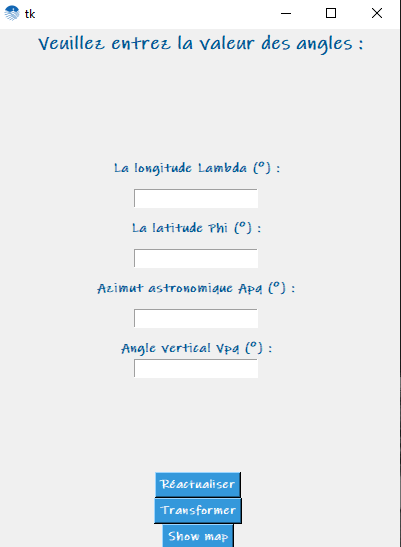 tk
Veuillez entrez la valeur des angles :
La longitude Lambda (°) :
La latitude Phi (°) :
Azimut astronomique Apq (°) :
Angle vertical Vpq (°) :
Réactualiser
Transformer
Show map